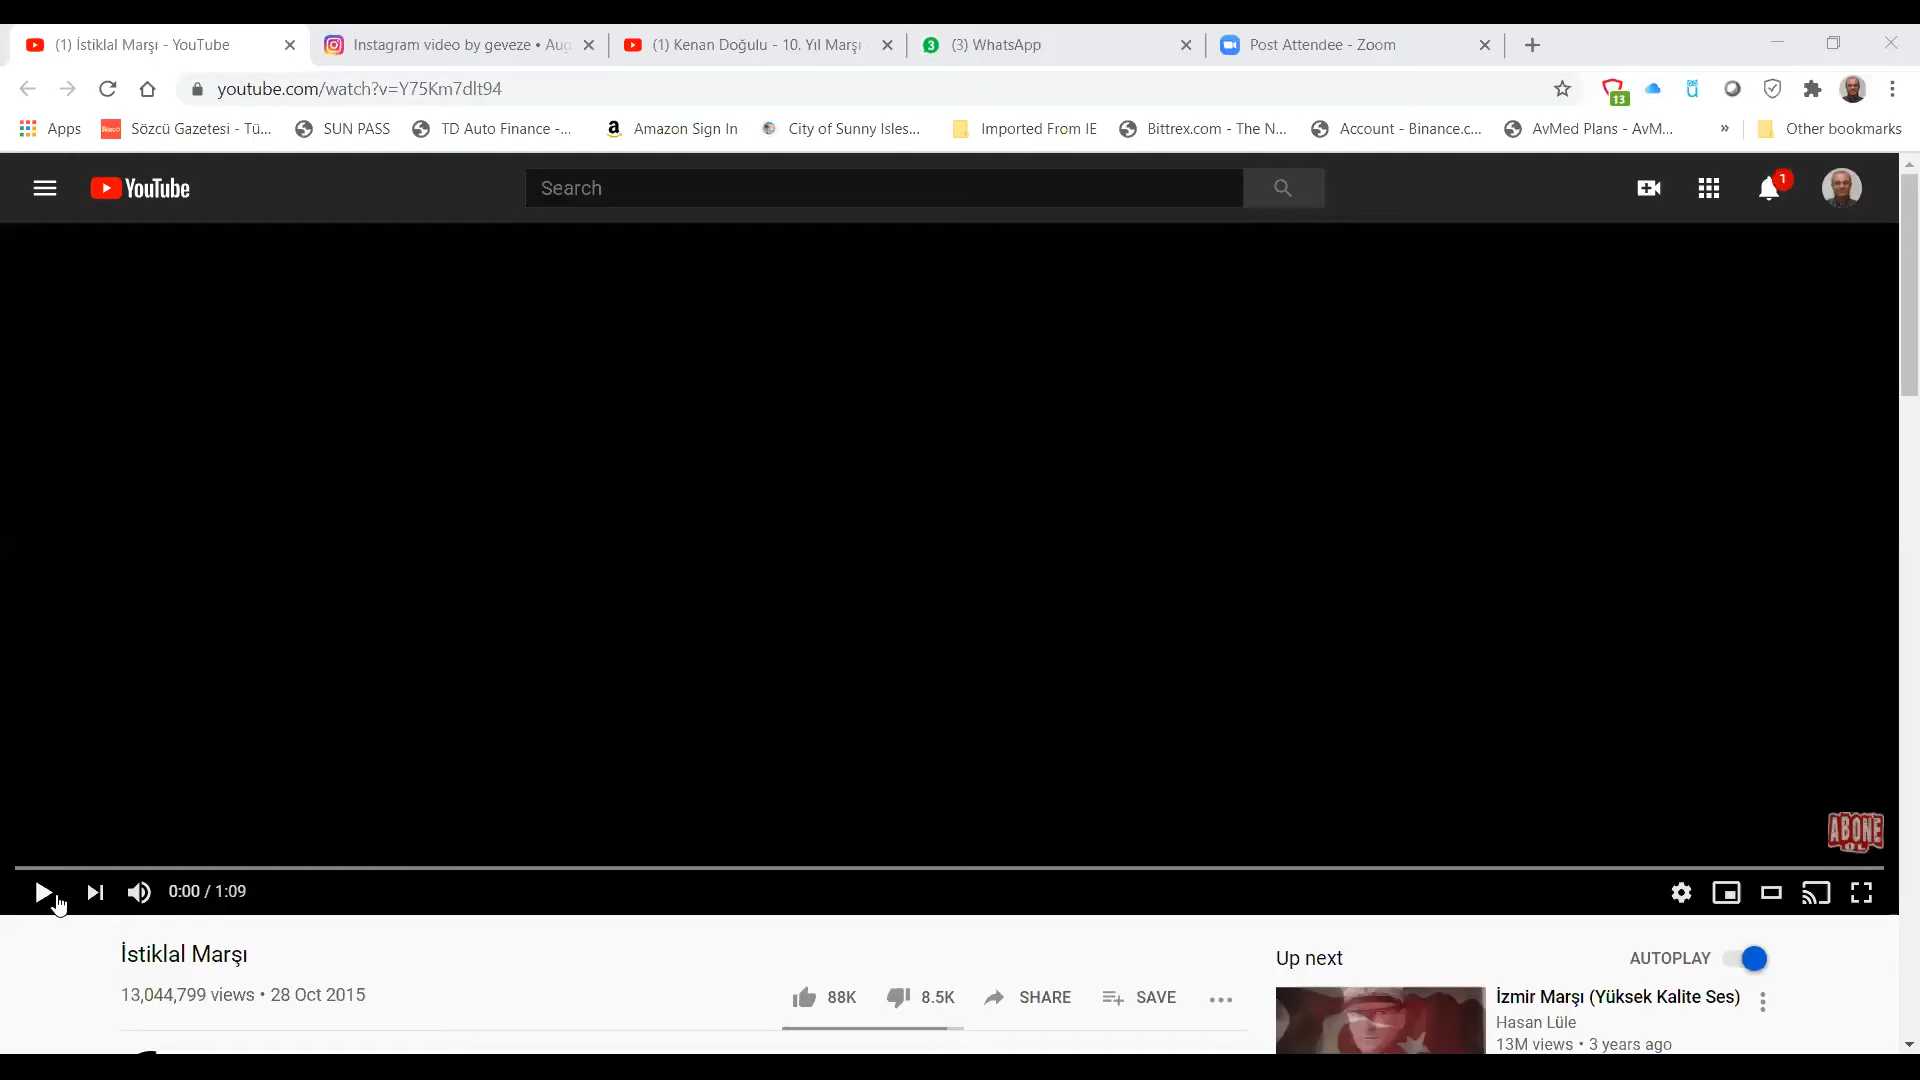 (1) İstiklal Marşı - YouTube
Instagram video by geveze • Aug
(1) Kenan Doğulu - 10. Yıl Marşı
3
(3) WhatsApp
Post Attendee - Zoom
youtube.com/watch?v=Y75Km7dlt94
13
Apps
Sözcü Gazetesi - Tü...
SUN PASS
TD Auto Finance -...
Amazon Sign In
City of Sunny Isles...
Imported From IE
Bittrex.com - The N...
Account - Binance.c...
AvMed Plans - AvM...
Other bookmarks
YouTube
Search
1
ABONE
OL
0:00 / 1:09
İstiklal Marşı
13,044,799 views • 28 Oct 2015
88K
8.5K
SHARE
SAVE
Up next
AUTOPLAY
İzmir Marşı (Yüksek Kalite Ses)
Hasan Lüle
13M views • 3 years ago